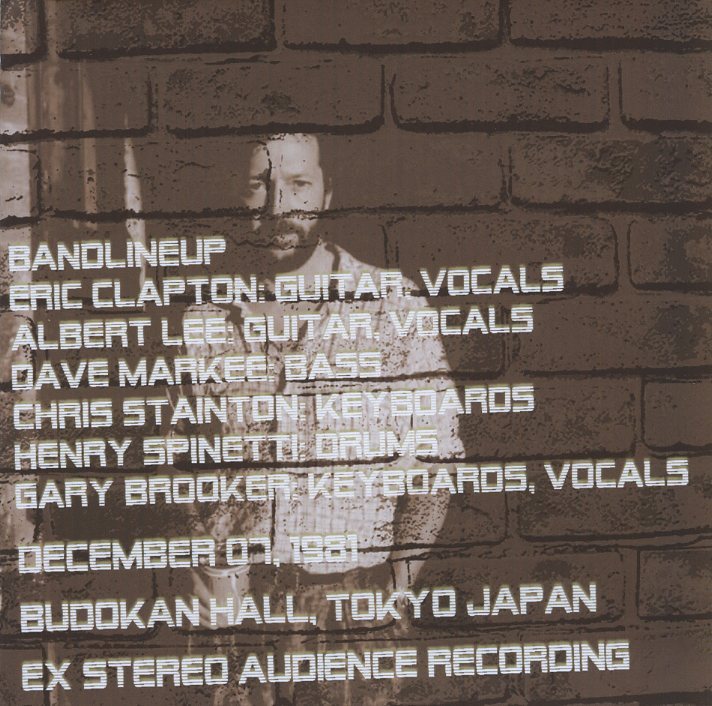 BANDLINEUP
ERIC CLAPTON: GUITAR, VOCALS
ALBERT LEE: GUITAR, VOCALS
DAVE MARKEE: BASS
CHRIS STAINTON: KEYBOARDS
HENRY SPINETTI: DRUMS
GARY BROOKER: KEYBOARDS, VOCALS
DECEMBER 07, 1981
BUDOKAN HALL, TOKYO JAPAN
EX STEREO AUDIENCE RECORDING